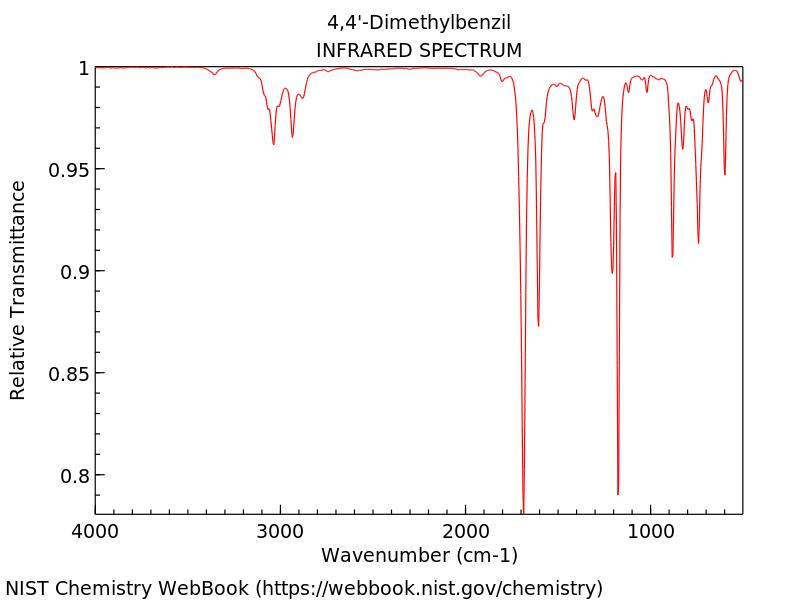 4,4'-Dimethylbenzil
INFRARED SPECTRUM
1
0.95
0.9
0.85
0.8
Relative Transmittance
4000 3000 2000 1000
Wavenumber (cm-1)
NIST Chemistry WebBook (https://webbook.nist.gov/chemistry)